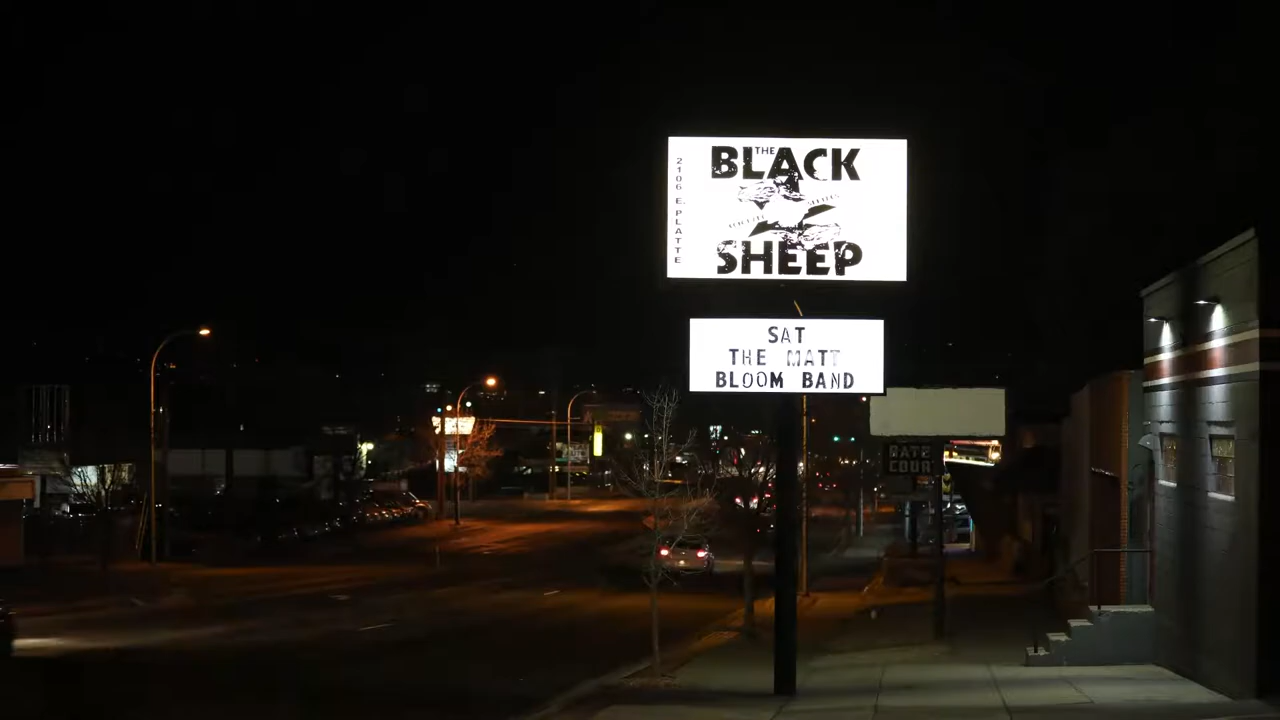 THE
BLACK
SHEEP
2106 E. PLATTE
SAT
THE MATT
BLOOM BAND